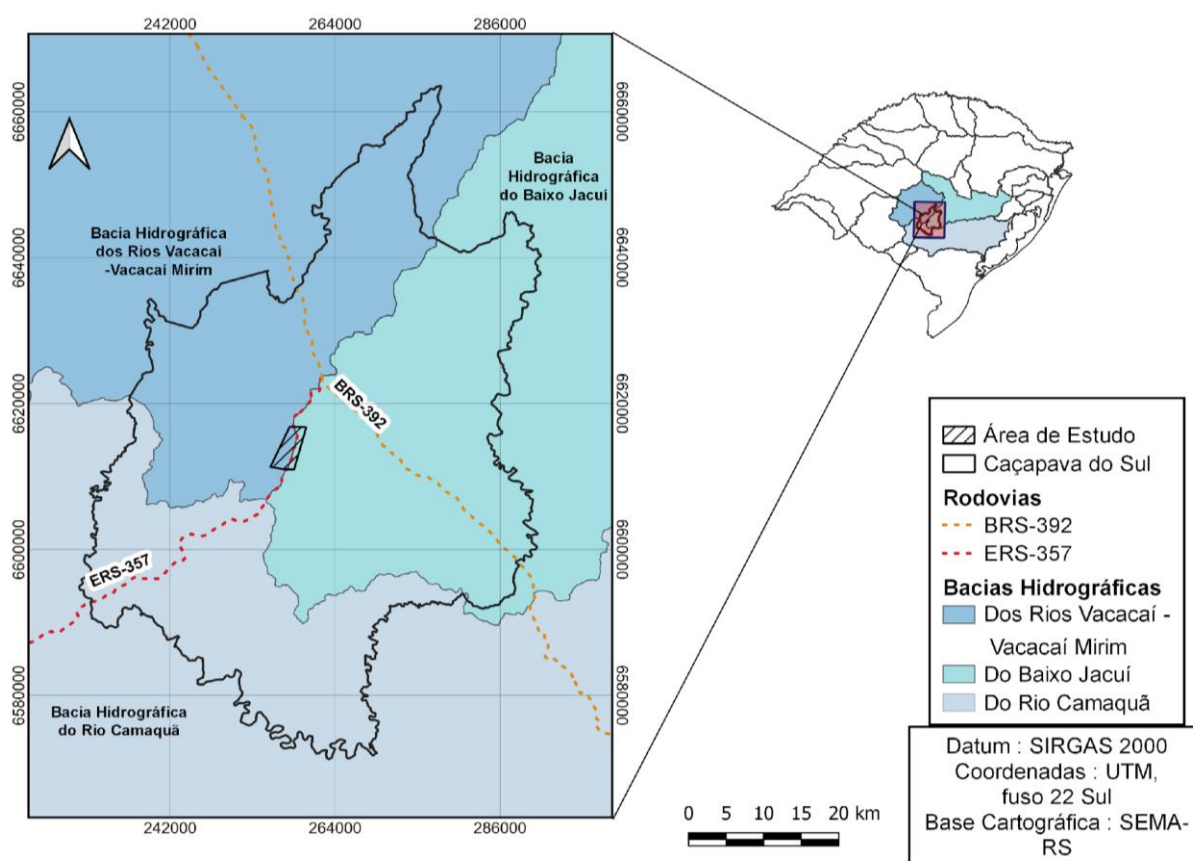 242000
264000
286000
6660000
6660000
Bacia
Hidrográfica
do Baixo Jacuí
Bacia Hidrográfica
dos Rios Vacacaí
-Vacacaí Mirim
6640000
6640000
6620000
6620000
BRS-392
6600000
6600000
ERS-357
6580000
6580000
Bacia Hidrográfica
do Rio Camaquã
242000
264000
286000
Área de Estudo
Caçapava do Sul
Rodovias
BRS-392
ERS-357
Bacias Hidrográficas
Dos Rios Vacacaí -
Vacacaí Mirim
Do Baixo Jacuí
Do Rio Camaquã
Datum : SIRGAS 2000
Coordenadas : UTM,
fuso 22 Sul
Base Cartográfica : SEMA-
RS
0 5 10 15 20 km